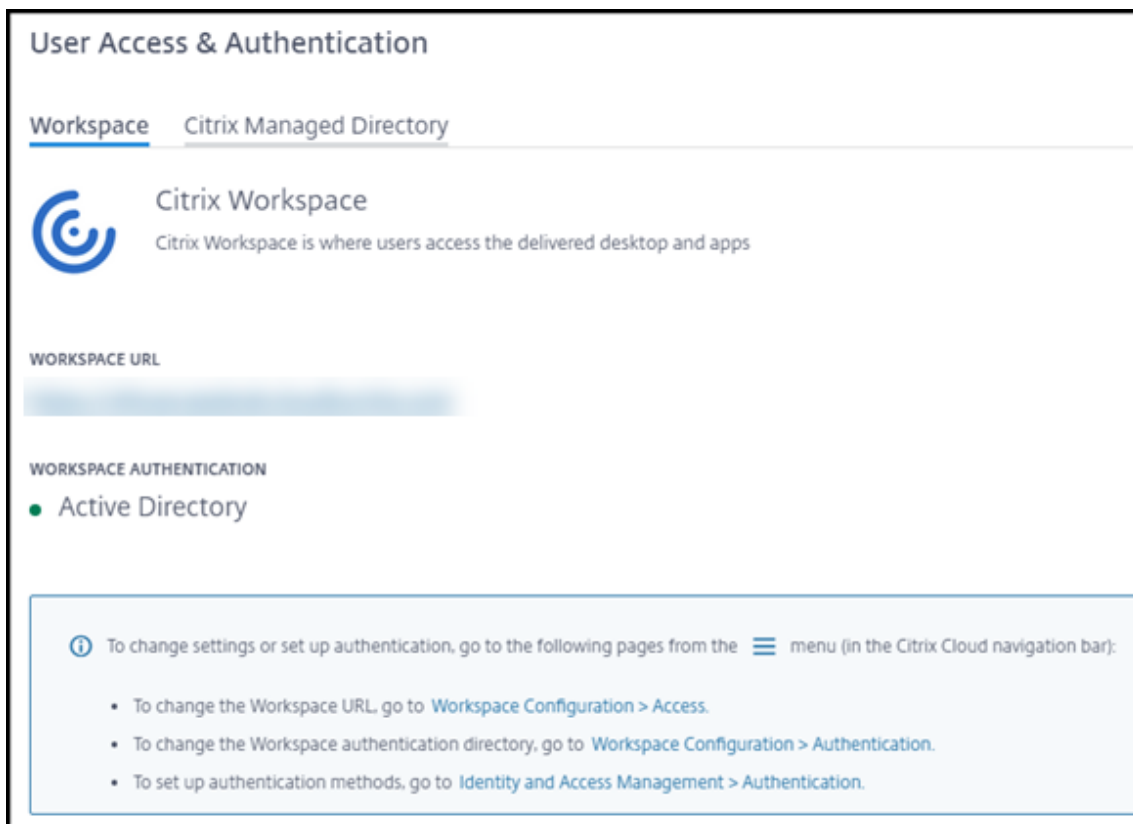 User Access & Authentication
Workspace Citrix Managed Directory
Citrix Workspace
Citrix Workspace is where users access the delivered desktop and apps
WORKSPACE URL
WORKSPACE AUTHENTICATION
Active Directory
To change settings or set up authentication, go to the following pages from the menu (in the Citrix Cloud navigation bar):
• To change the Workspace URL, go to Workspace Configuration > Access.
• To change the Workspace authentication directory, go to Workspace Configuration > Authentication.
• To set up authentication methods, go to Identity and Access Management > Authentication.